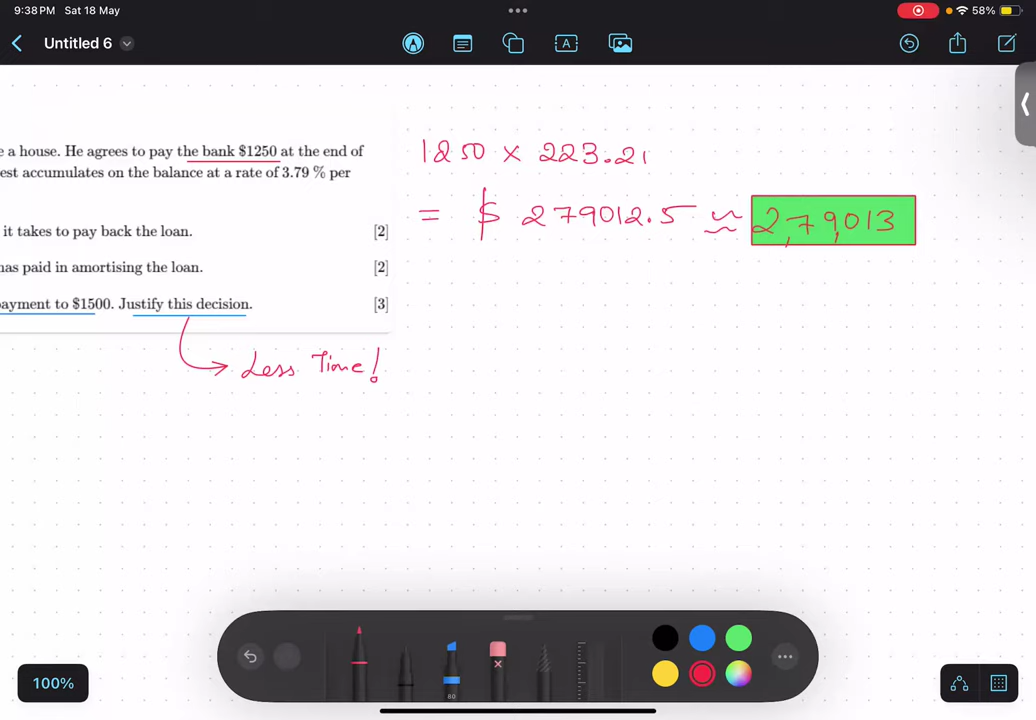 9:38 PM Sat 18 May
58%
Untitled 6
A
e a house. He agrees to pay the bank $1250 at the end of
est accumulates on the balance at a rate of 3.79 % per
it takes to pay back the loan. [2]
has paid in amortising the loan. [2]
ayment to $1500. Justify this decision. [3]
Less Time!
1250 × 223.21
= $ 279012.5 ≈ 2,79,013
80
100%